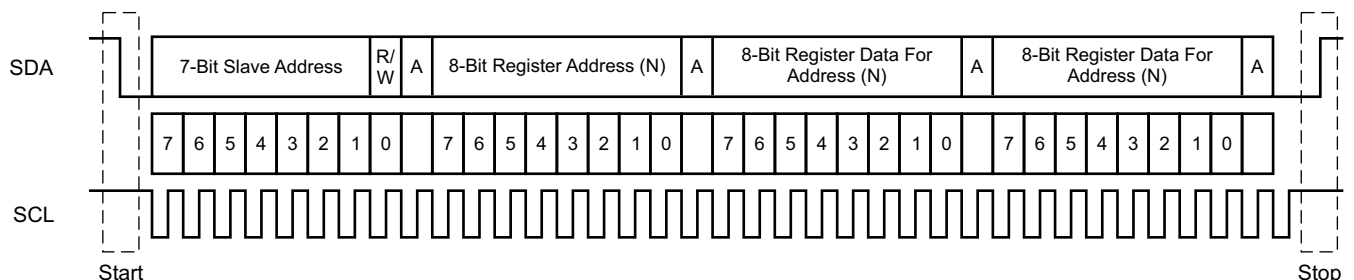 SDA
7-Bit Slave Address
R/
W
A
8-Bit Register Address (N)
A
8-Bit Register Data For
Address (N)
A
8-Bit Register Data For
Address (N)
A
7 6 5 4 3 2 1 0 7 6 5 4 3 2 1 0 7 6 5 4 3 2 1 0 7 6 5 4 3 2 1 0
SCL
Start Stop